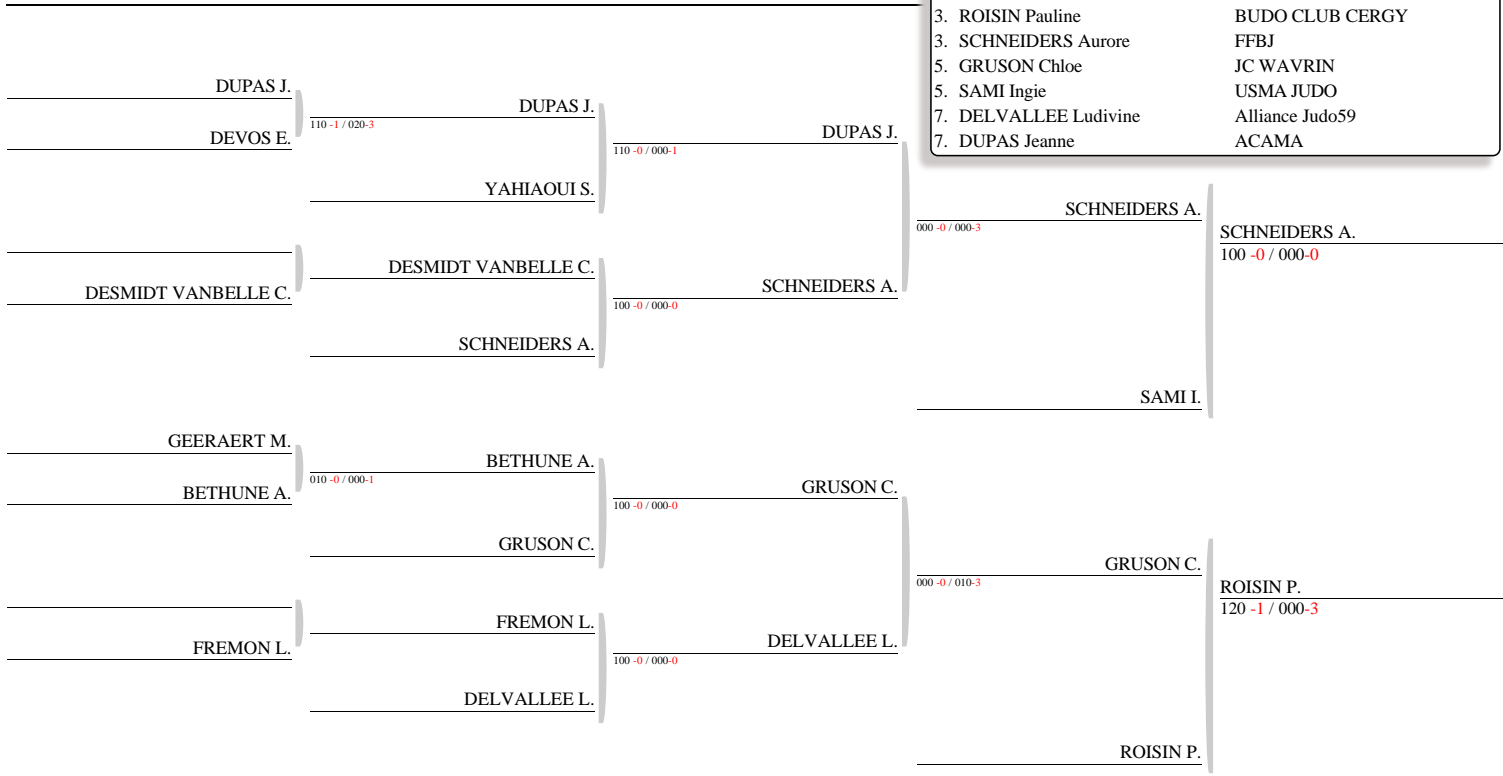 3. ROISIN Pauline BUDO CLUB CERGY
3. SCHNEIDERS Aurore FFBJ
5. GRUSON Chloe JC WAVRIN
5. SAMI Ingie USMA JUDO
7. DELVALLEE Ludivine Alliance Judo59
7. DUPAS Jeanne ACAMA
DUPAS J.
DEVOS E.
110 -1 / 020-3
DUPAS J.
YAHIAOUI S.
110 -0 / 000-1
DUPAS J.
DESMIDT VANBELLE C.
DESMIDT VANBELLE C.
SCHNEIDERS A.
100 -0 / 000-0
SCHNEIDERS A.
000 -0 / 000-3
SCHNEIDERS A.
SAMI I.
SCHNEIDERS A.
100 -0 / 000-0
GEERAERT M.
BETHUNE A.
010 -0 / 000-1
BETHUNE A.
GRUSON C.
100 -0 / 000-0
GRUSON C.
FREMON L.
FREMON L.
DELVALLEE L.
100 -0 / 000-0
DELVALLEE L.
000 -0 / 010-3
GRUSON C.
ROISIN P.
ROISIN P.
120 -1 / 000-3